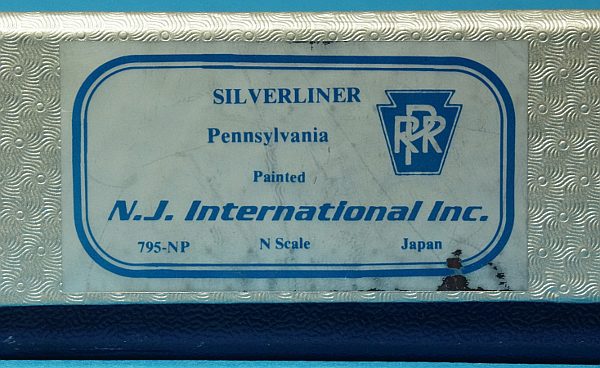 SILVERLINER
Pennsylvania
PRR
Painted
N.J. International Inc.
795-NP N Scale Japan